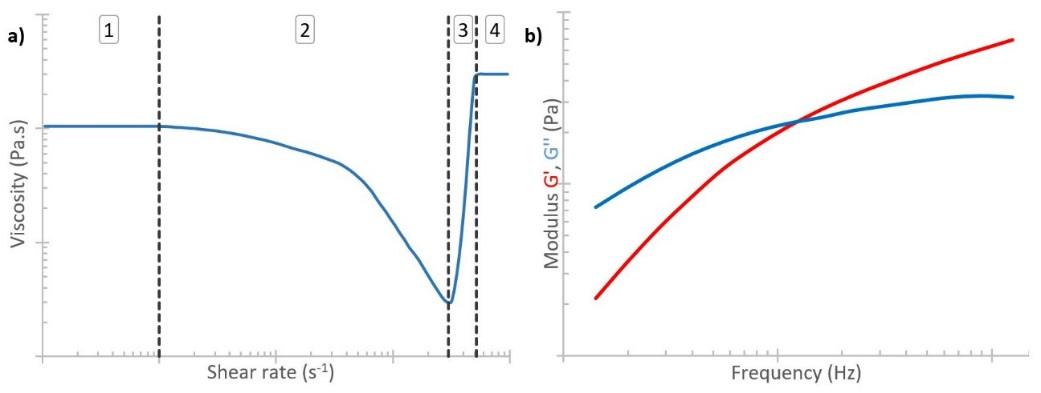 a)
1
2
3
4
Viscosity (Pa.s)
Shear rate (s⁻¹)
b)
Modulus G', G'' (Pa)
Frequency (Hz)